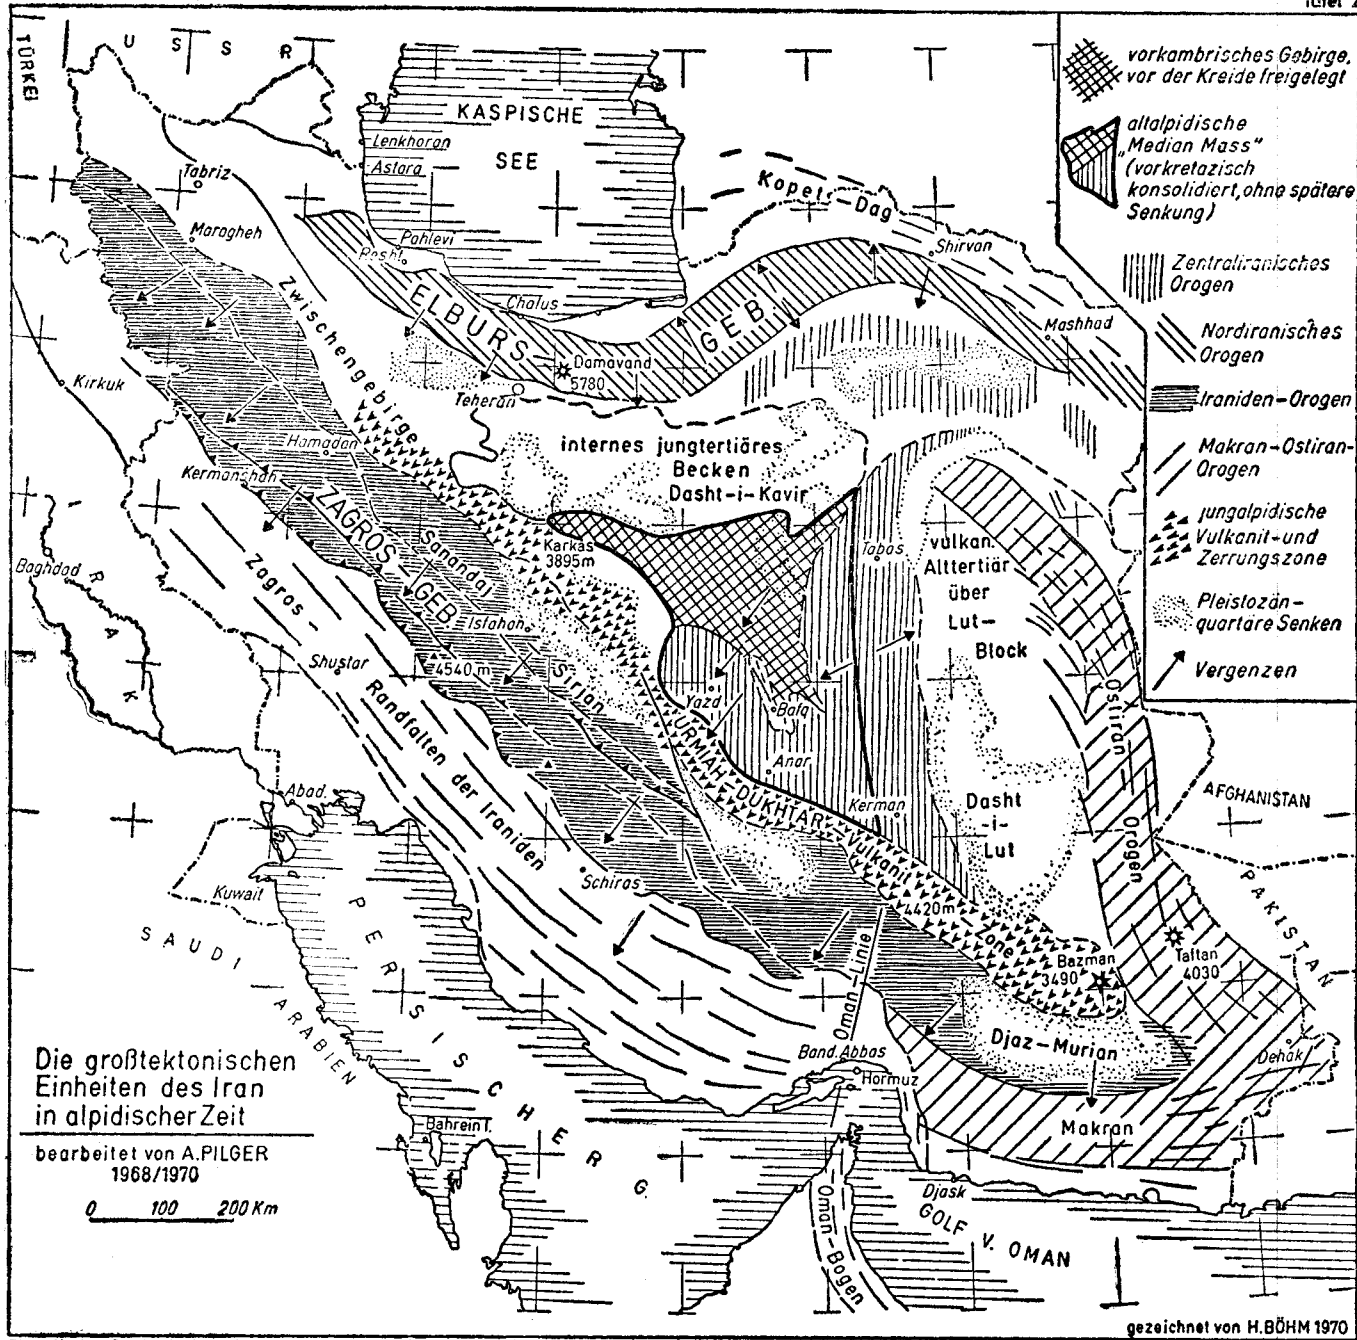 Tafel 2
TÜRKEI
U S S R
KASPISCHE
SEE
Lenkhoran
Astara
Tabriz
Maragheh
Pahlevi
Resht
Chalus
Kopet-Dag
Shirvan
Mashhad
ELBURS
GEB.
Damavand
5780
Teheran
Zwischengebirge
Kirkuk
Hamadan
Kermanshah
internes jungtertiäres
Becken
Dasht-i-Kavir
ZAGROS-GEB.
Sanandaj
Sirjan
Karkas
3895m
Tabas
vulkan.
Alttertiär
über
Lut-
Block
Baghdad
IRAK
Zagros-
Randfalten der Iraniden
Isfahan
4540 m
Shustar
Yazd
Bafq
Anar
URMIAH-DUKHTAR-Vulkanit
Zone
Kerman
Dasht
-i-
Lut
Ostiran-Orogen
AFGHANISTAN
PAKISTAN
Abad.
Kuwait
SAUDI
ARABIEN
PERSISCHER
G.
Schiras
4420m
Bazman
3490
Taftan
4030
Oman-Linie
Djaz-Murian
Dehak
Band. Abbas
Hormuz
Makran
Bahrein I.
Djask
GOLF V. OMAN
Oman-Bogen
Die großtektonischen
Einheiten des Iran
in alpidischer Zeit
bearbeitet von A.PILGER
1968/1970
0 100 200 Km
vorkambrisches Gebirge,
vor der Kreide freigelegt
altalpidische
„Median Mass"
(vorkretazisch
konsolidiert, ohne spätere
Senkung)
Zentraliranisches
Orogen
Nordiranisches
Orogen
Iraniden-Orogen
Makran-Ostiran-
Orogen
jungalpidische
Vulkanit-und
Zerrungszone
Pleistozän-
quartäre Senken
Vergenzen
gezeichnet von H.BÖHM 1970